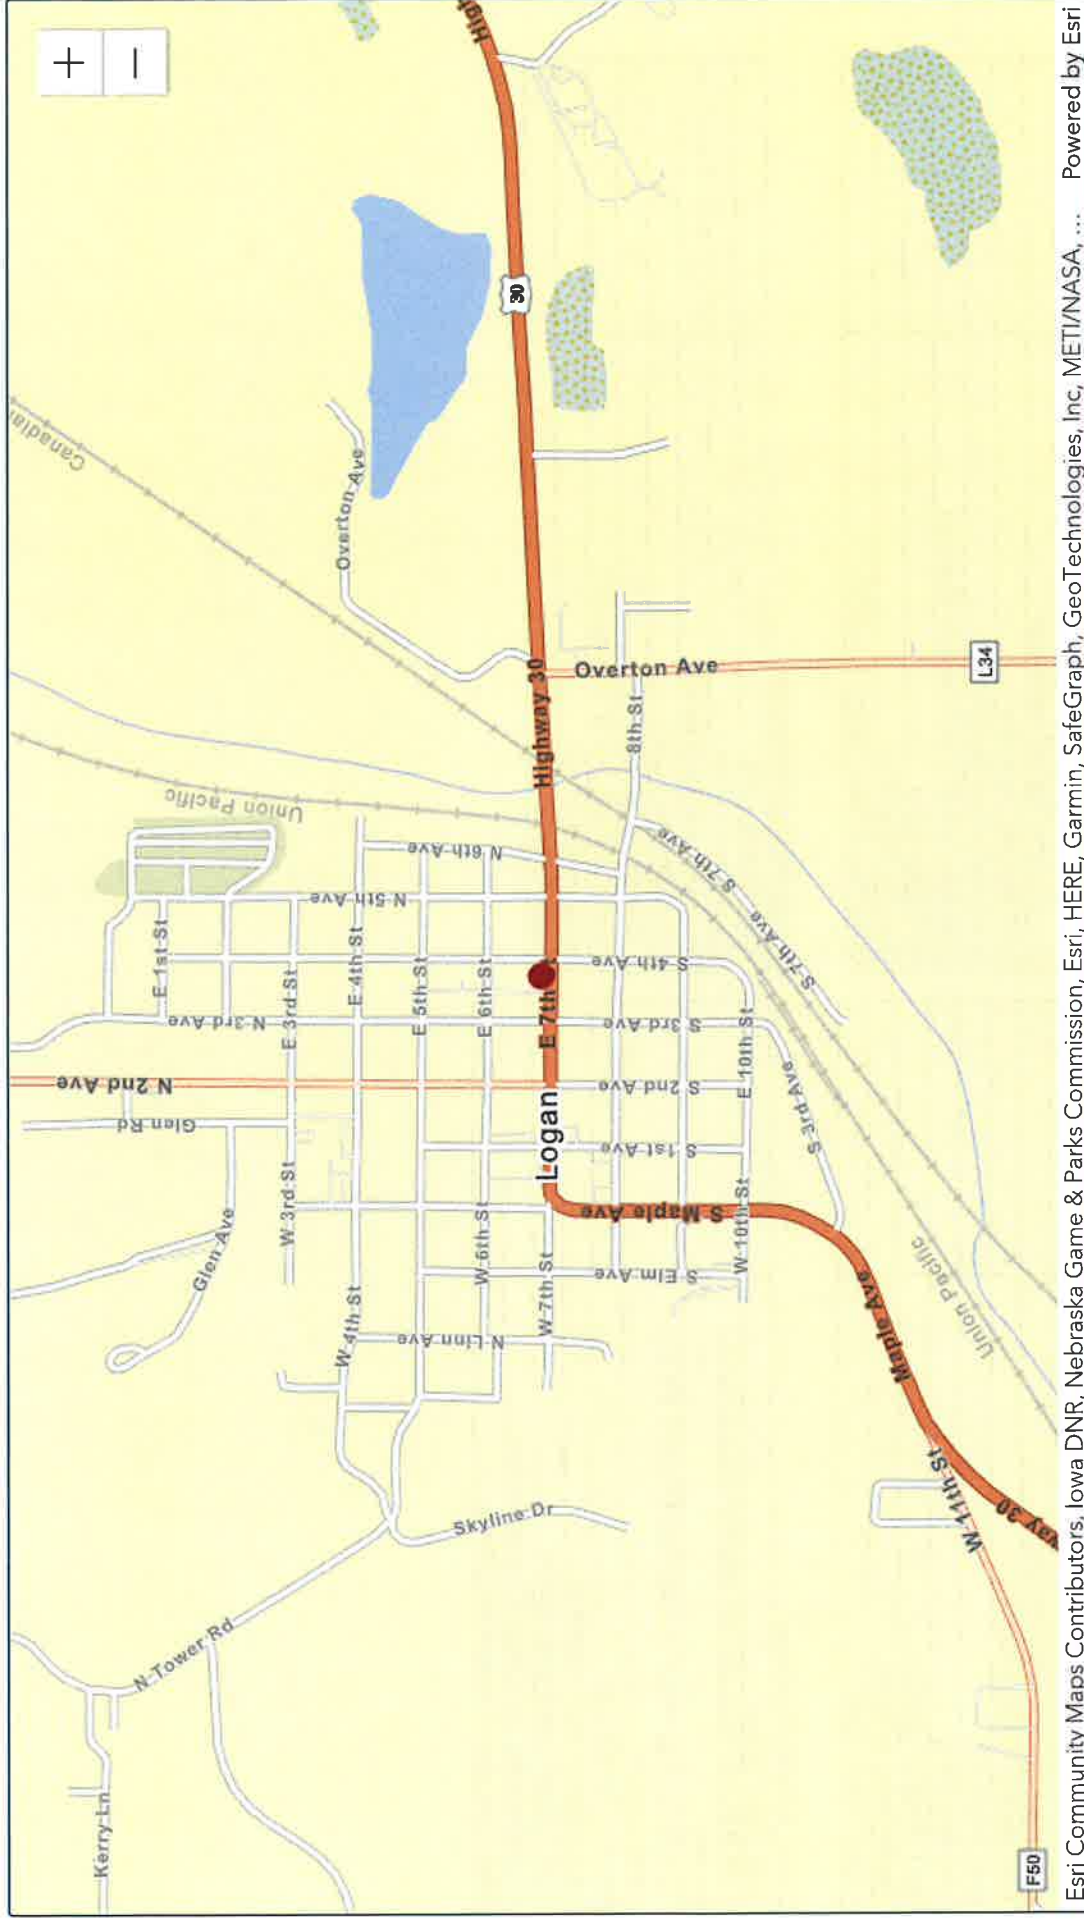 +
−
High
Canadian
30
Overton Ave
Union Pacific
Highway 30
Overton Ave
L34
8th St
N 6th Ave
N 5th Ave
S 7th Ave
S 7th Ave
E 1st St
E 3rd St
E 4th St
E 5th St
E 6th St
E 7th
S 4th Ave
N 3rd Ave
S 3rd Ave
E 10th St
N 2nd Ave
S 2nd Ave
S 3rd Ave
Glen Rd
Logan
S 1st Ave
W 3rd St
Glen Ave
W 6th St
S Maple Ave
W 10th St
W 4th St
W 7th St
S Elm Ave
N Linn Ave
Maple Ave
Union Pacific
Skyline Dr
W 11th St
way 30
N Tower Rd
Kerry Ln
F50
Esri Community Maps Contributors, Iowa DNR, Nebraska Game & Parks Commission, Esri, HERE, Garmin, SafeGraph, GeoTechnologies, Inc, METI/NASA, ... Powered by Esri